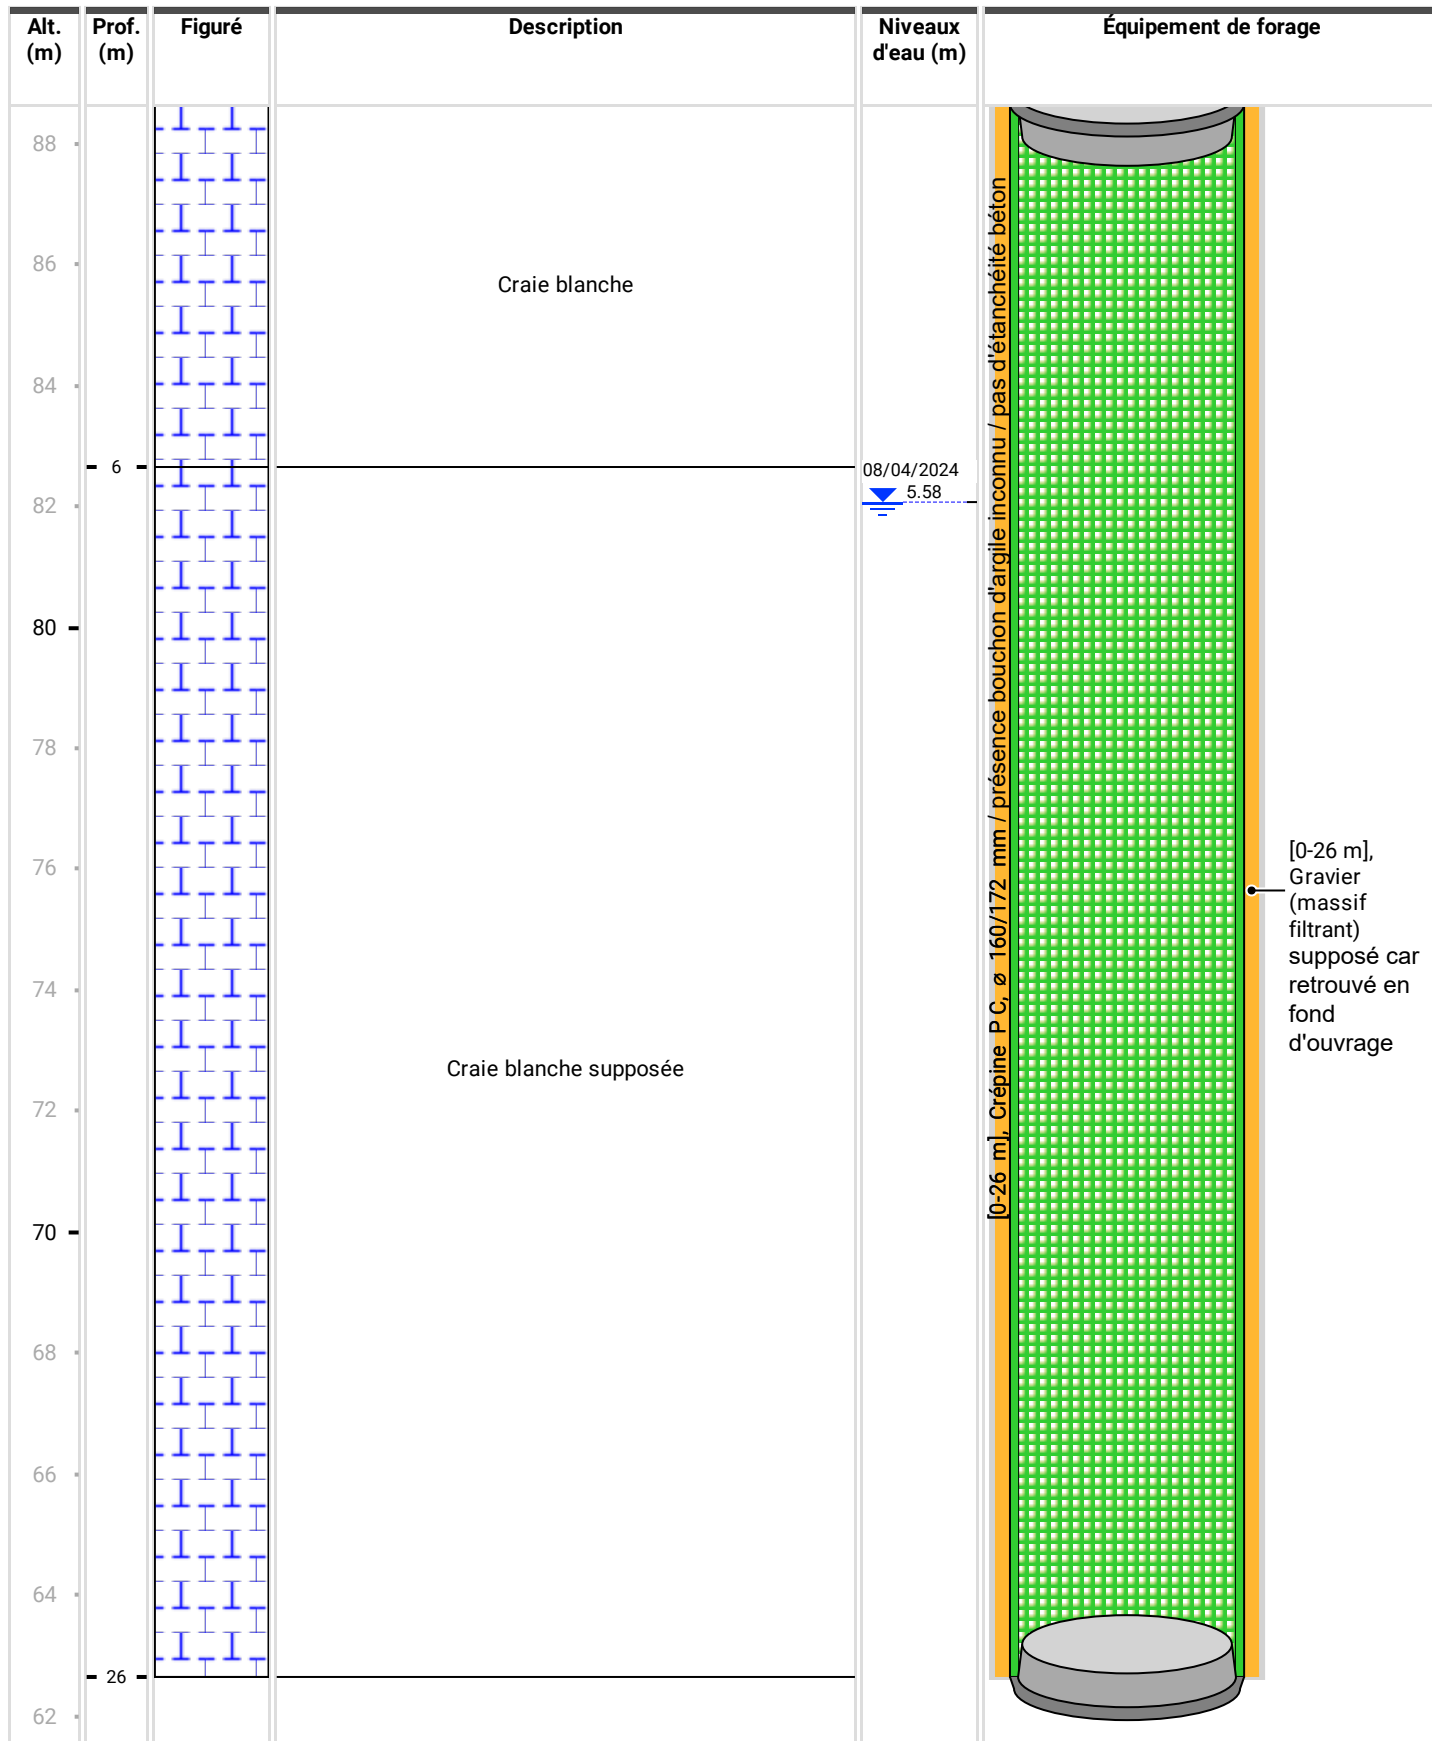 Alt.
(m)
Prof.
(m)
Figuré
Description
Niveaux
d'eau (m)
Équipement de forage
88
86
84
82
80
78
76
74
72
70
68
66
64
62
6
26
Craie blanche
Craie blanche supposée
08/04/2024
5.58
[0-26 m], Crépine P C, ø 160/172 mm / présence bouchon d'argile inconnu / pas d'étanchéité béton
[0-26 m],
Gravier
(massif
filtrant)
supposé car
retrouvé en
fond
d'ouvrage